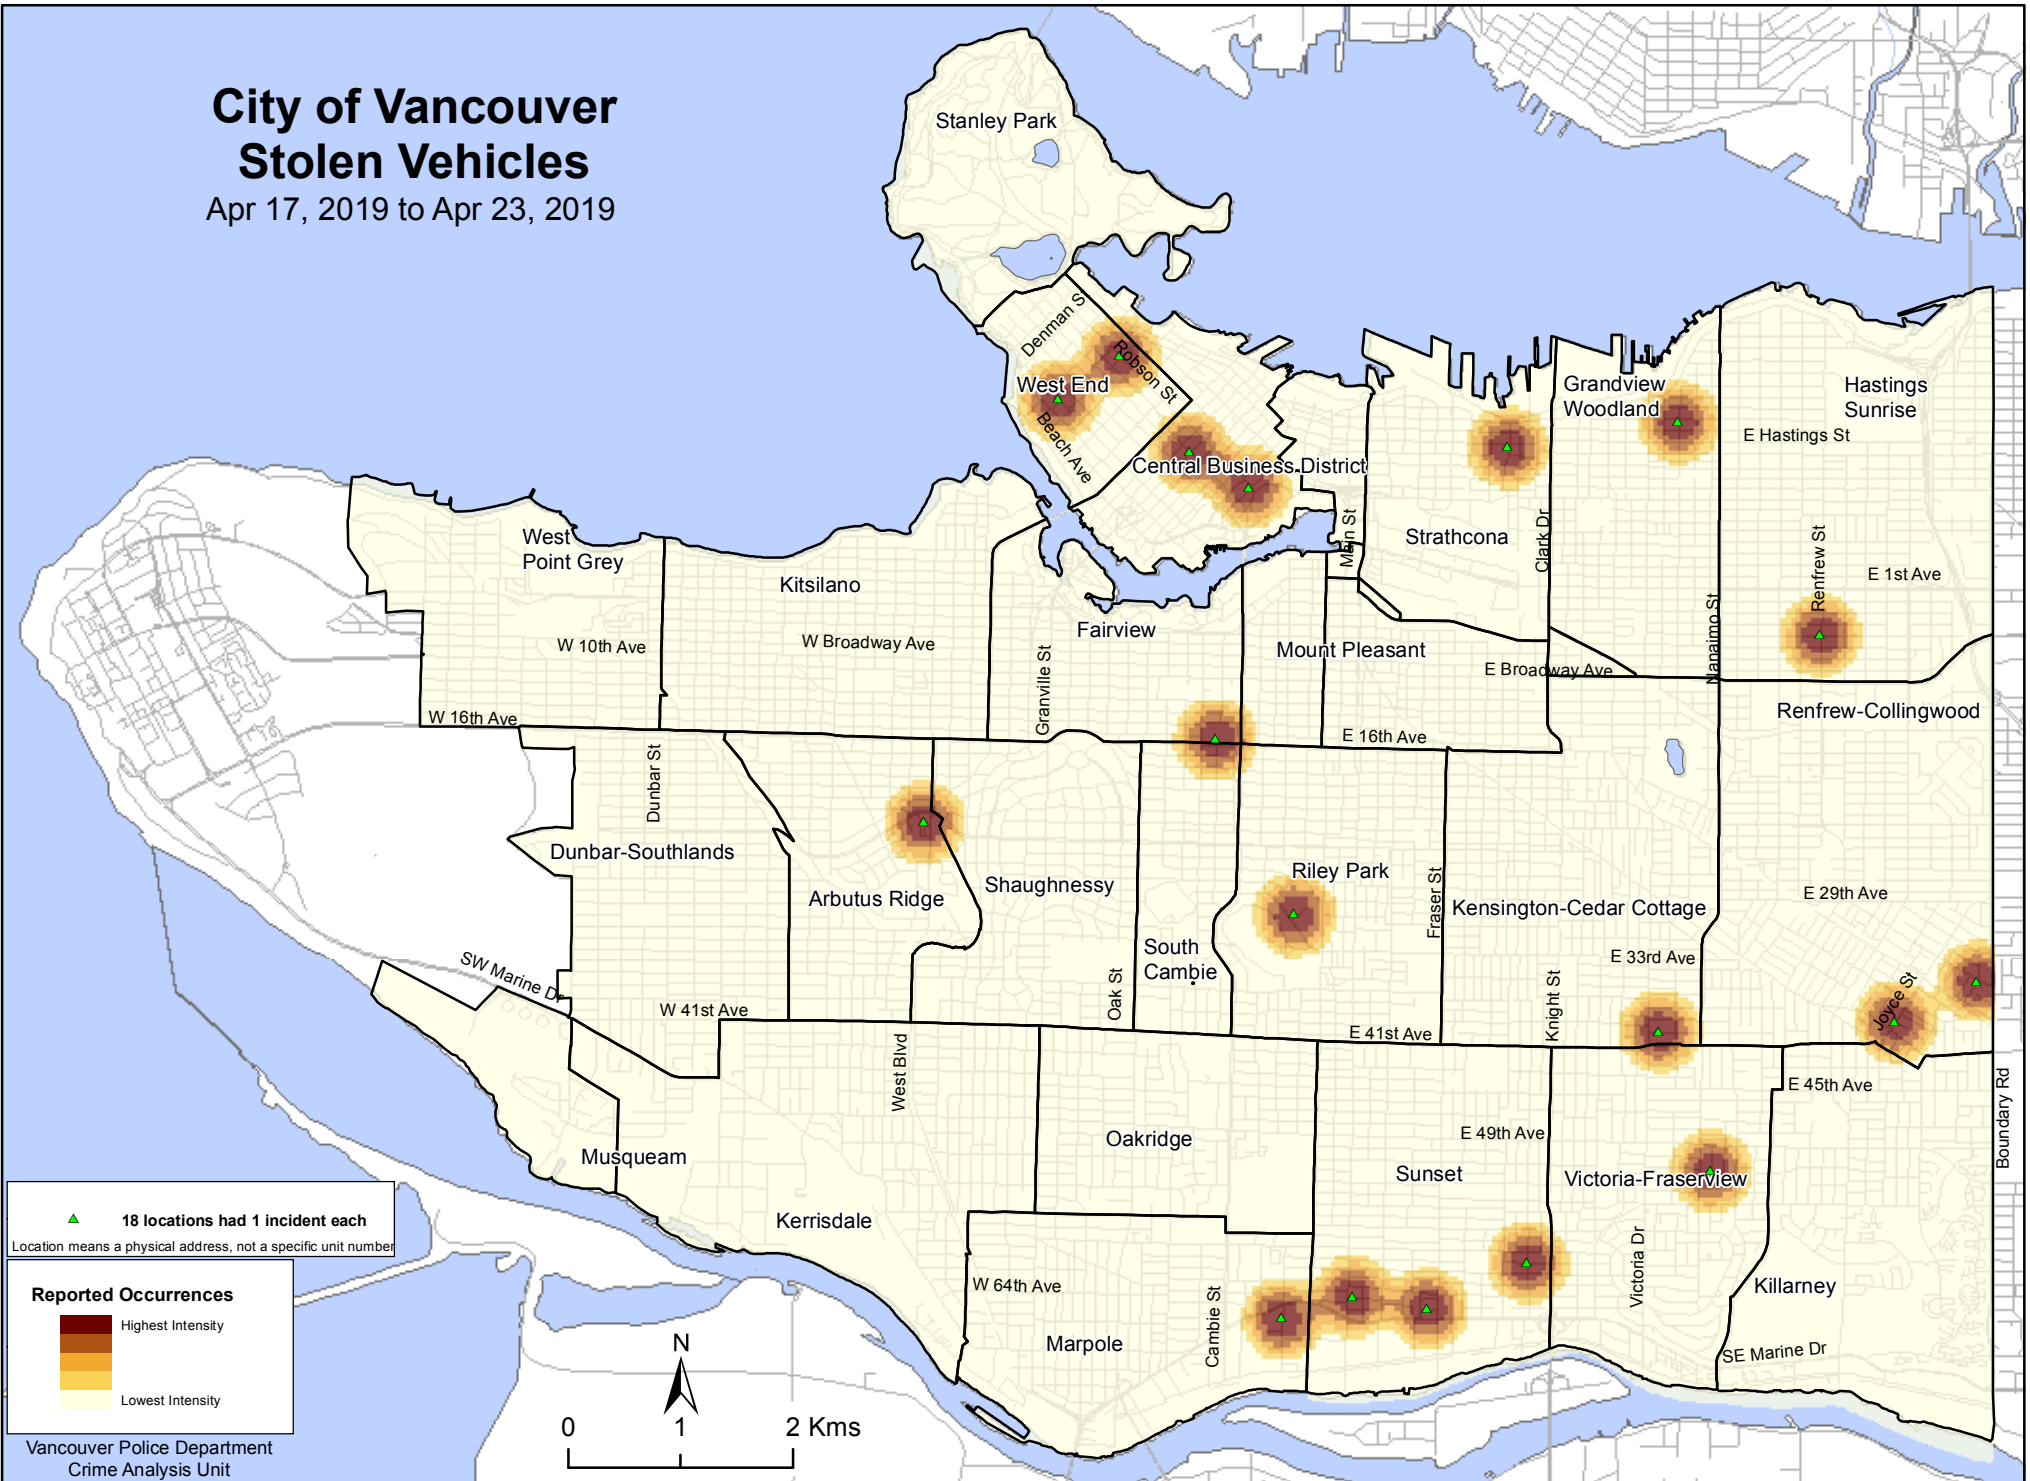 City of Vancouver
Stolen Vehicles
Apr 17, 2019 to Apr 23, 2019
Stanley Park
Denman S
Robson St
West End
Beach Ave
Central Business District
Grandview
Woodland
Hastings
Sunrise
E Hastings St
Strathcona
Main St
Clark Dr
Renfrew St
E 1st Ave
Nanaimo St
West
Point Grey
Kitsilano
W 10th Ave
W Broadway Ave
Fairview
Granville St
Mount Pleasant
E Broadway Ave
W 16th Ave
E 16th Ave
Renfrew-Collingwood
Dunbar St
Dunbar-Southlands
Arbutus Ridge
Shaughnessy
Riley Park
Fraser St
Kensington-Cedar Cottage
E 29th Ave
South
Cambie
E 33rd Ave
SW Marine Dr
W 41st Ave
Oak St
Knight St
Joyce St
E 41st Ave
West Blvd
E 45th Ave
Boundary Rd
Oakridge
E 49th Ave
Musqueam
Sunset
Victoria-Fraserview
Kerrisdale
Victoria Dr
W 64th Ave
Cambie St
Killarney
Marpole
SE Marine Dr
18 locations had 1 incident each
Location means a physical address, not a specific unit number
Reported Occurrences
Highest Intensity
Lowest Intensity
N
0 1 2 Kms
Vancouver Police Department
Crime Analysis Unit